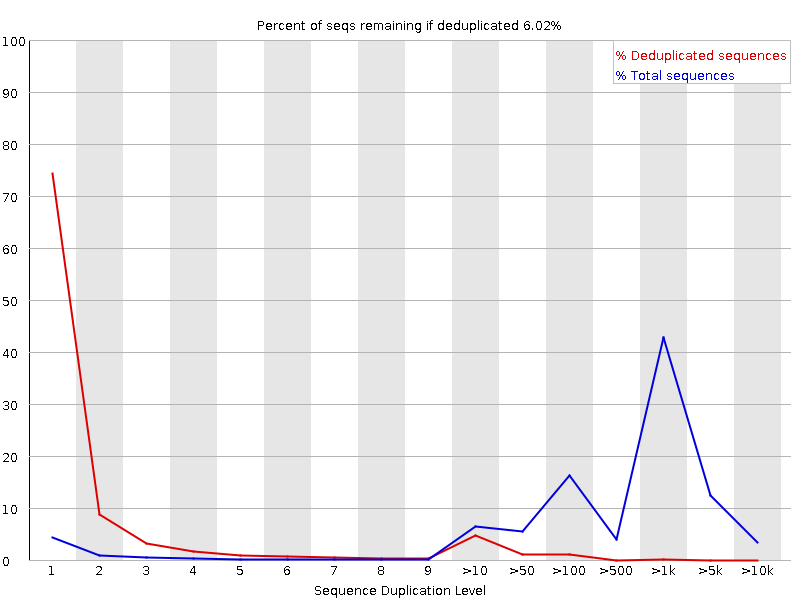 Percent of seqs remaining if deduplicated 6.02%
% Deduplicated sequences
% Total sequences
100
90
80
70
60
50
40
30
20
10
0
1 2 3 4 5 6 7 8 9 >10 >50 >100 >500 >1k >5k >10k
Sequence Duplication Level